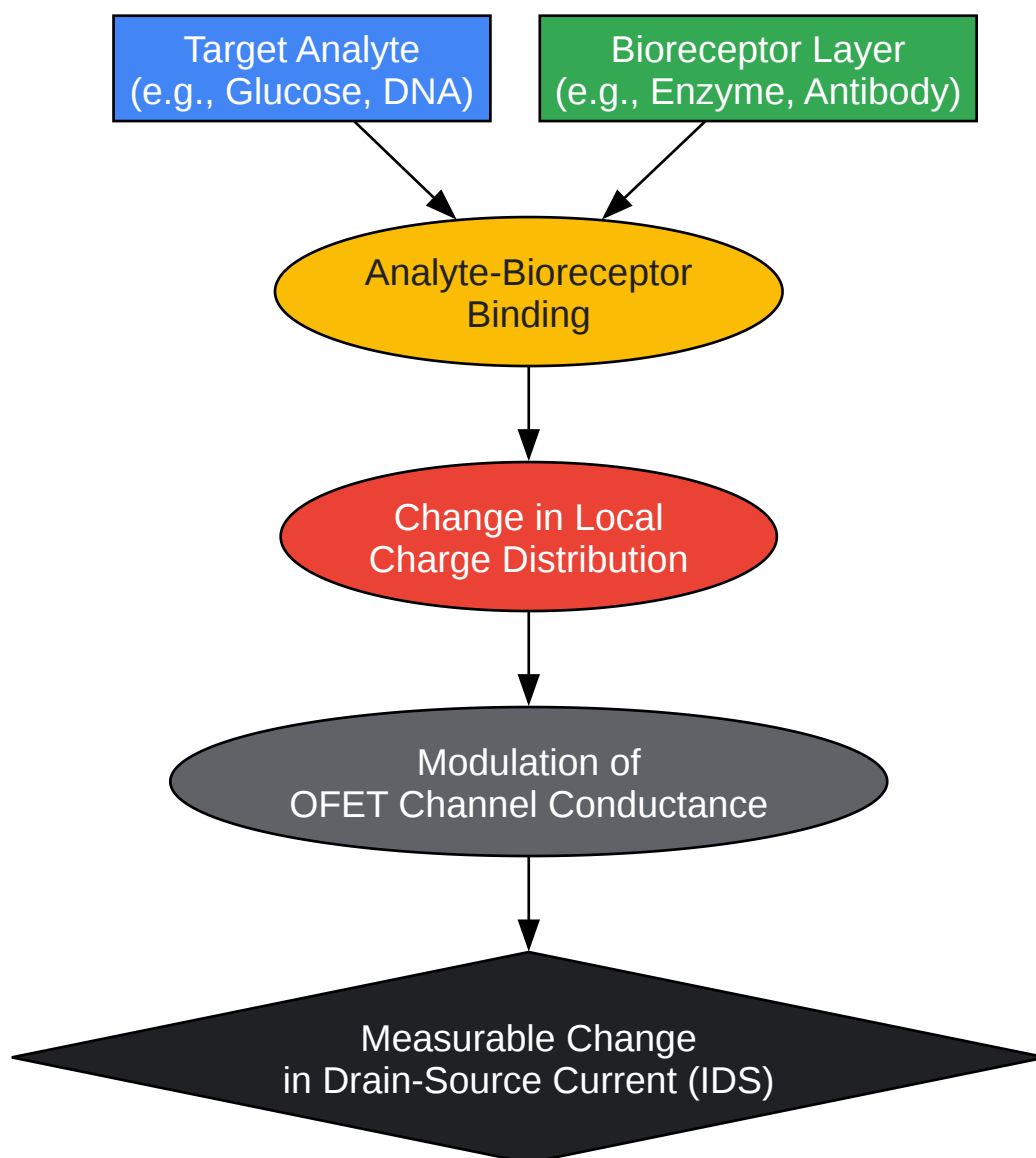 Target Analyte
(e.g., Glucose, DNA)
Bioreceptor Layer
(e.g., Enzyme, Antibody)
Analyte-Bioreceptor
Binding
Change in Local
Charge Distribution
Modulation of
OFET Channel Conductance
Measurable Change
in Drain-Source Current (IDS)